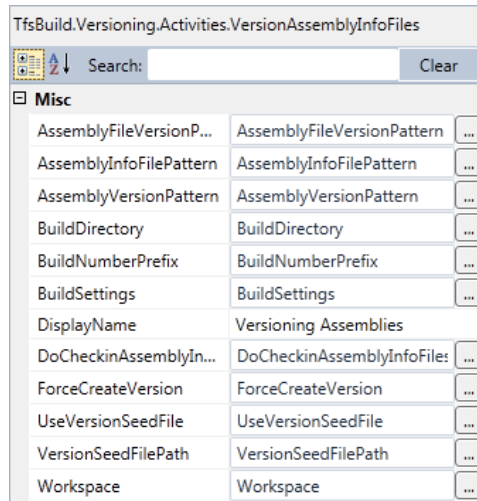 TfsBuild.Versioning.Activities.VersionAssemblyInfoFiles
Search: Clear
Misc
AssemblyFileVersionP... AssemblyFileVersionPattern ...
AssemblyInfoFilePattern AssemblyInfoFilePattern ...
AssemblyVersionPattern AssemblyVersionPattern ...
BuildDirectory BuildDirectory ...
BuildNumberPrefix BuildNumberPrefix ...
BuildSettings BuildSettings ...
DisplayName Versioning Assemblies
DoCheckinAssemblyIn... DoCheckinAssemblyInfoFiles ...
ForceCreateVersion ForceCreateVersion ...
UseVersionSeedFile UseVersionSeedFile ...
VersionSeedFilePath VersionSeedFilePath ...
Workspace Workspace ...